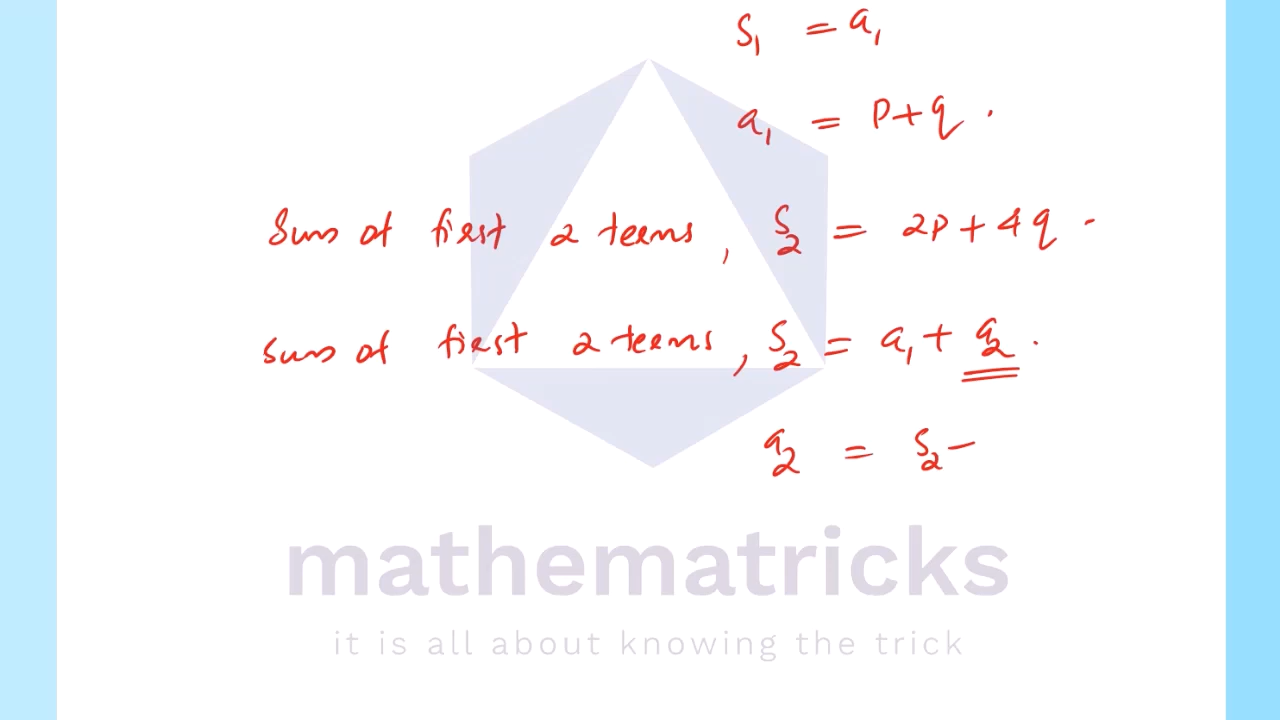 S₁ = a₁
a₁ = p+q .
Sum of first 2 terms, S₂ = 2p+4q .
sum of first 2 terms, S₂ = a₁ + a₂ .
a₂ = S₂ −
mathematricks
it is all about knowing the trick